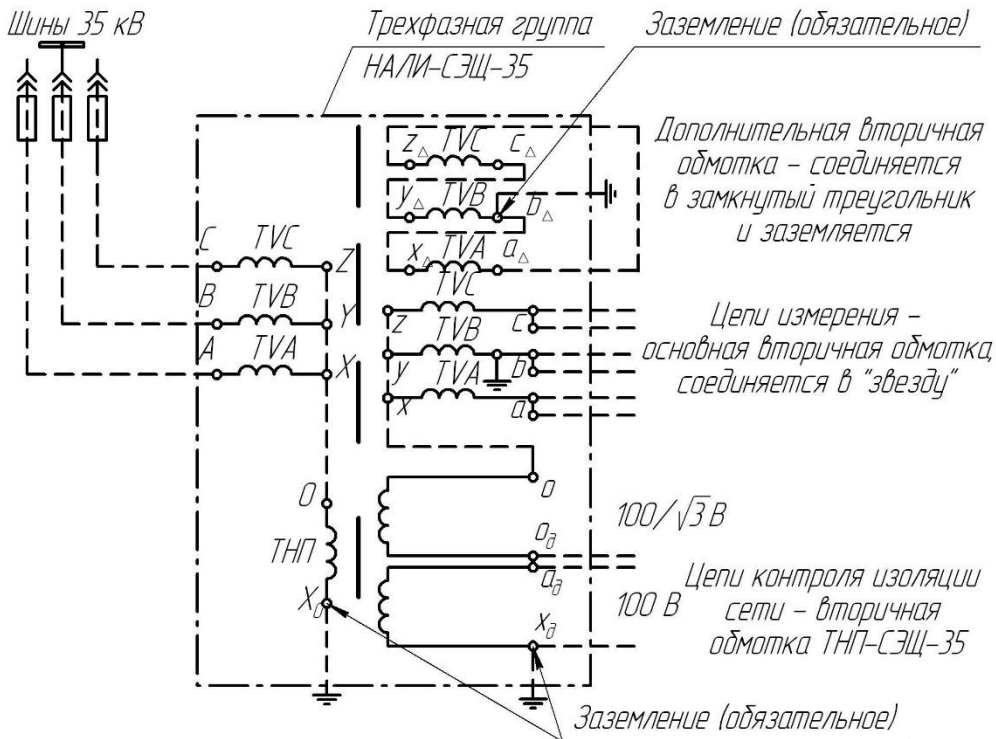 Шины 35 кВ
Трехфазная группа
НАЛИ-СЭЩ-35
Заземление (обязательное)
Z△ TVC C△
Дополнительная вторичная
обмотка - соединяется
в замкнутый треугольник
и заземляется
y△ TVB b△
x△ TVA a△
C TVC Z
B TVB Y
A TVA X
z TVC c
y TVB b
x TVA a
Цепи измерения -
основная вторичная обмотка,
соединяется в "звезду"
O
ТНП
X₀
o
100/√3 В
oд
aд
100 В
xд
Цепи контроля изоляции
сети - вторичная
обмотка ТНП-СЭЩ-35
Заземление (обязательное)